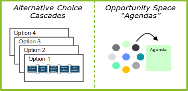 Alternative Choice
Cascades
Option 4
Option 3
Option 2
Option 1
Opportunity Space
"Agendas"
Agenda